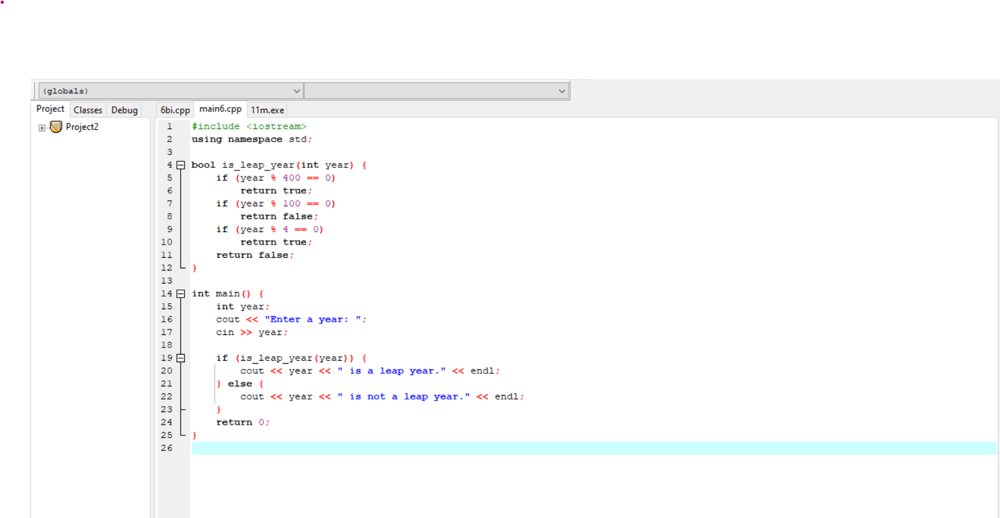 (globals)
Project Classes Debug
6bi.cpp main6.cpp 11m.exe
Project2
1 #include <iostream>
2 using namespace std;
3
4 bool is_leap_year(int year) {
5 if (year % 400 == 0)
6 return true;
7 if (year % 100 == 0)
8 return false;
9 if (year % 4 == 0)
10 return true;
11 return false;
12 }
13
14 int main() {
15 int year;
16 cout << "Enter a year: ";
17 cin >> year;
18
19 if (is_leap_year(year)) {
20 cout << year << " is a leap year." << endl;
21 } else {
22 cout << year << " is not a leap year." << endl;
23 }
24 return 0;
25 }
26